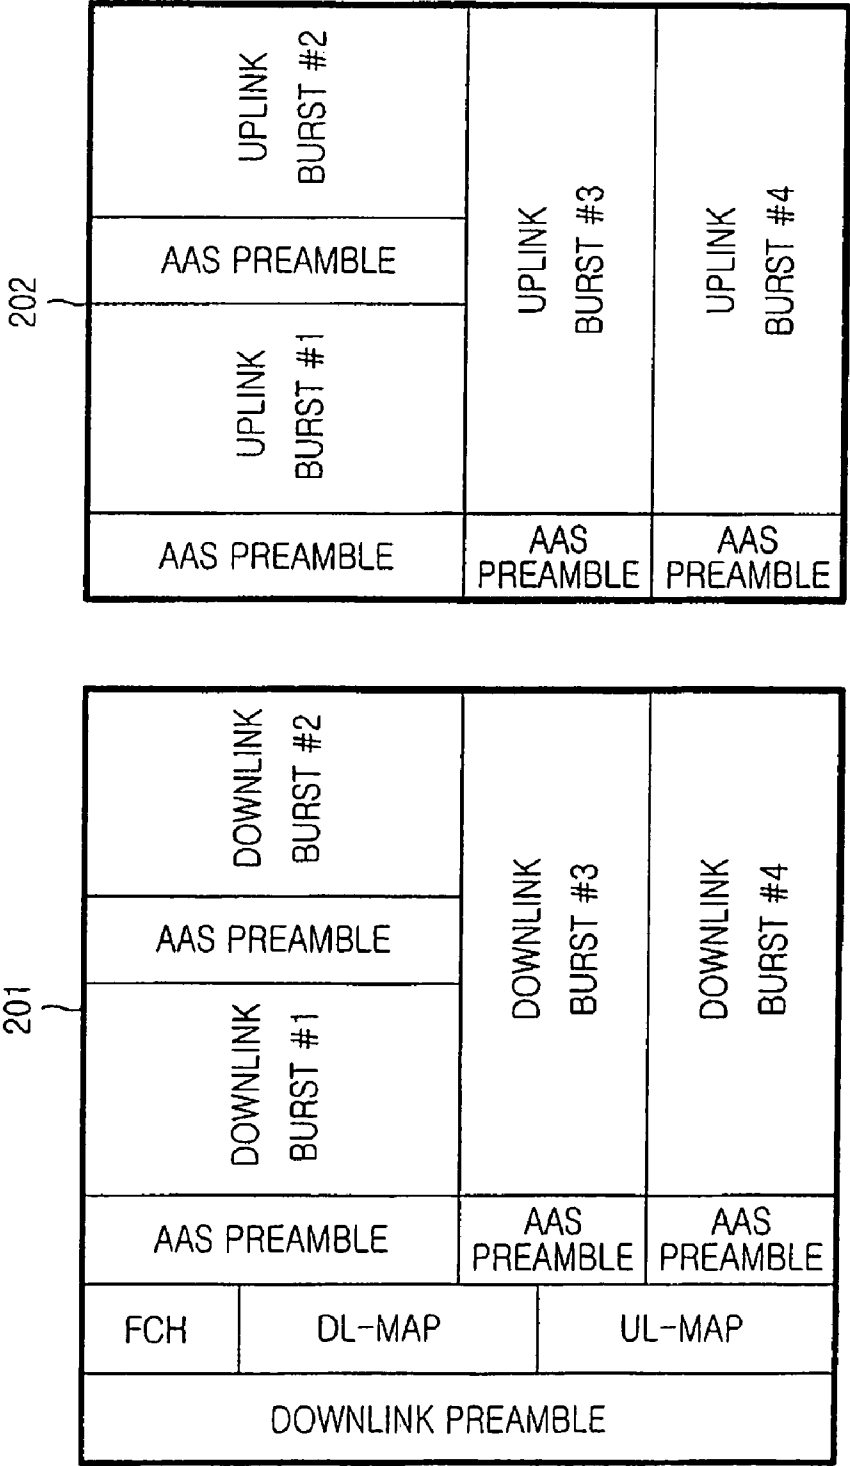 202
UPLINK
BURST #2
AAS PREAMBLE
UPLINK
BURST #1
AAS PREAMBLE
UPLINK
BURST #3
AAS
PREAMBLE
UPLINK
BURST #4
AAS
PREAMBLE
201
DOWNLINK
BURST #2
AAS PREAMBLE
DOWNLINK
BURST #1
AAS PREAMBLE
DOWNLINK
BURST #3
AAS
PREAMBLE
DOWNLINK
BURST #4
AAS
PREAMBLE
FCH
DL-MAP
UL-MAP
DOWNLINK PREAMBLE